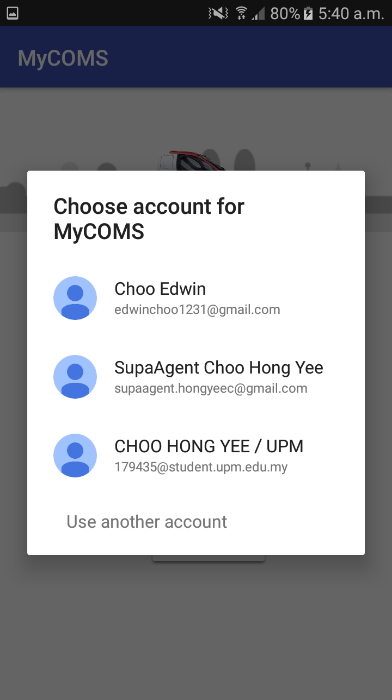 80% 5:40 a.m.
MyCOMS
Choose account for
MyCOMS
Choo Edwin
edwinchoo1231@gmail.com
SupaAgent Choo Hong Yee
supaagent.hongyeec@gmail.com
CHOO HONG YEE / UPM
179435@student.upm.edu.my
Use another account